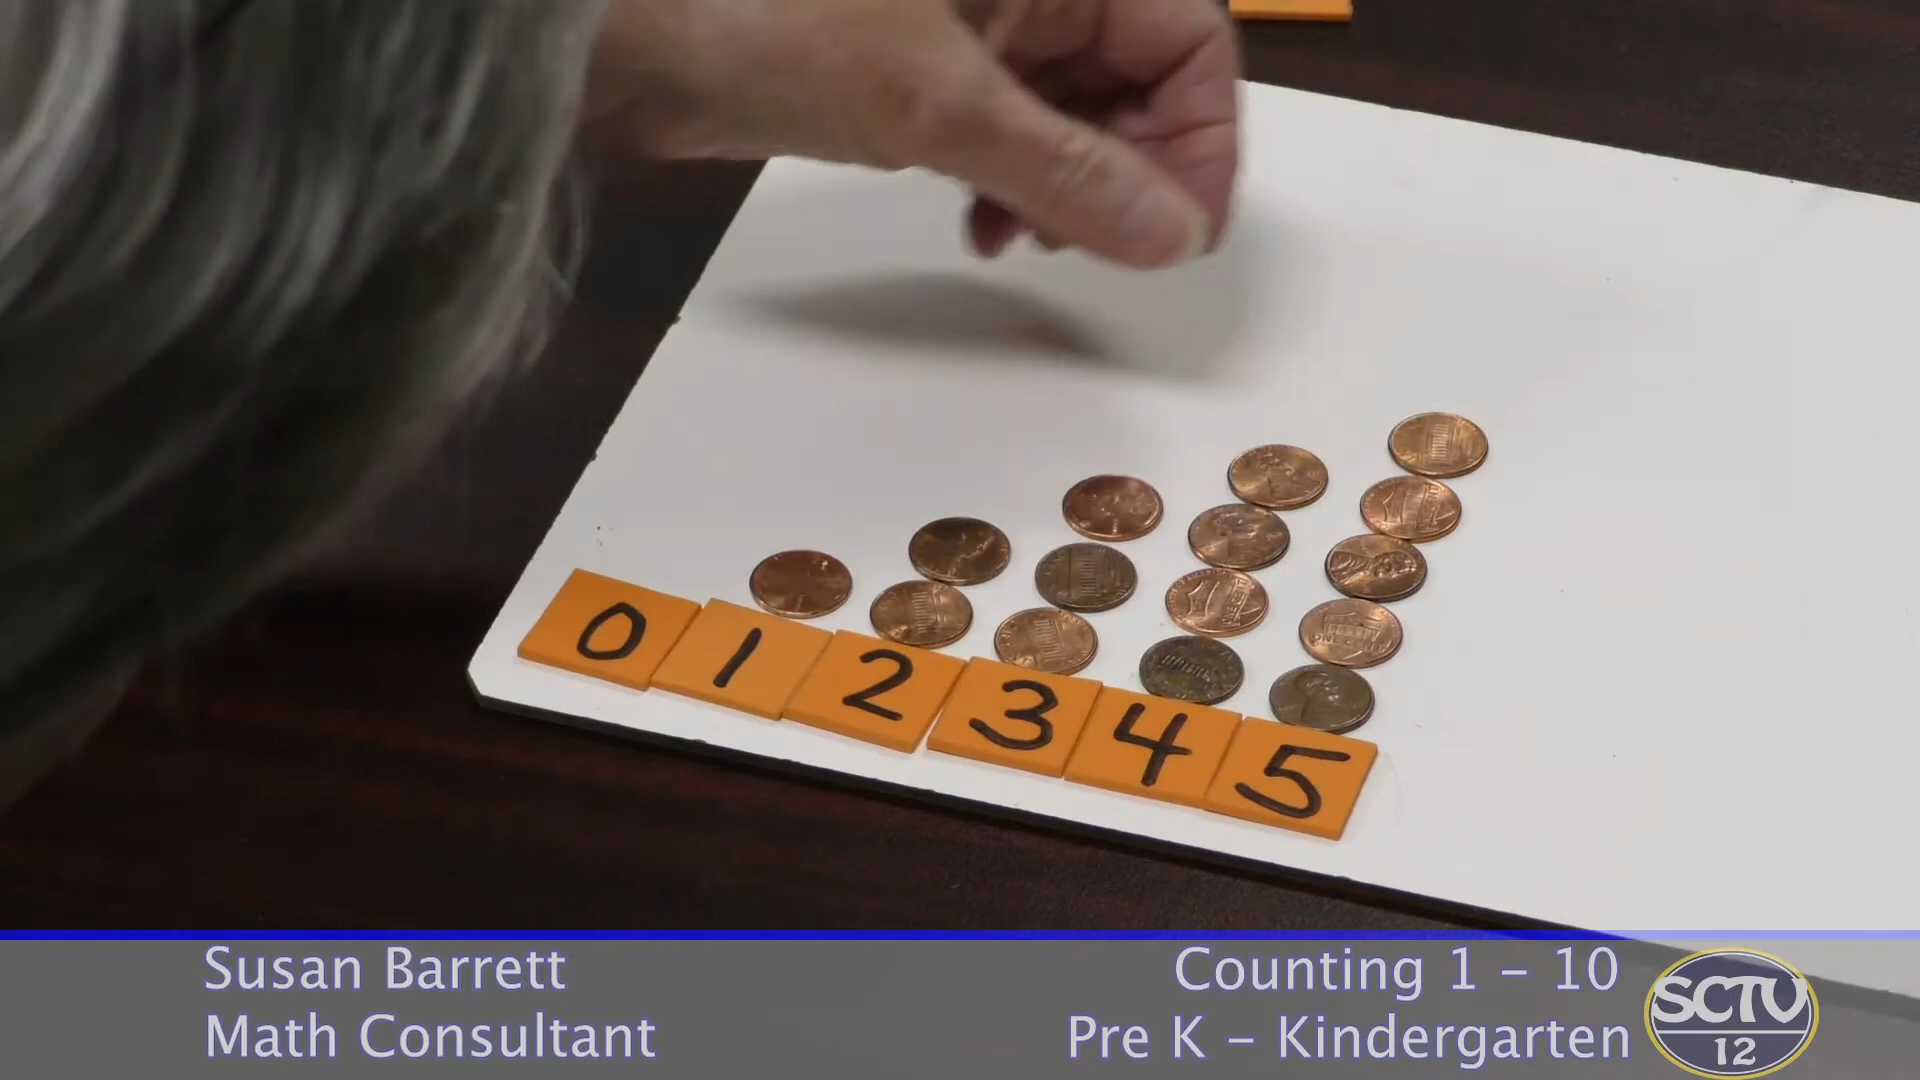 0 1 2 3 4 5
Susan Barrett
Math Consultant
Counting 1 – 10
Pre K – Kindergarten
SCTV
12